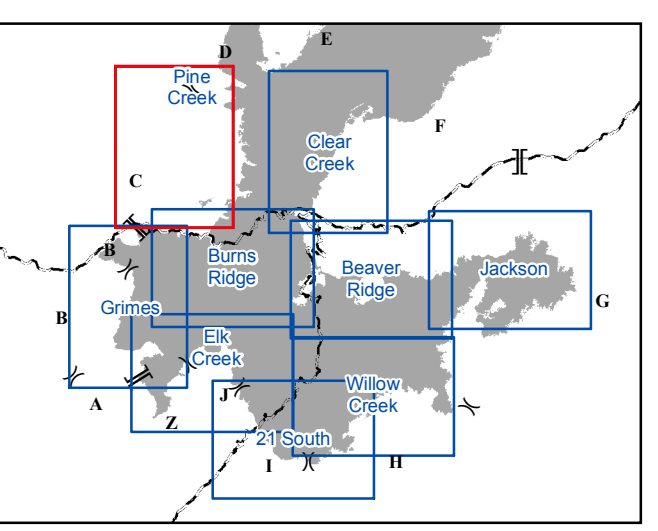 E
D
Pine
Creek
F
Clear
Creek
C
B
Burns
Ridge
Beaver
Ridge
Jackson
G
Grimes
B
Elk
Creek
J
Willow
Creek
A
Z
21 South
I
H